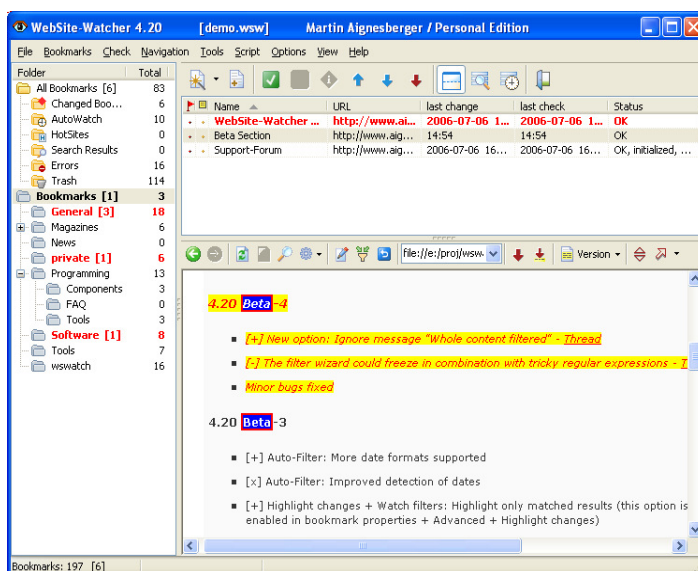 WebSite-Watcher 4.20 [demo.wsw] Martin Aignesberger / Personal Edition
File Bookmarks Check Navigation Tools Script Options View Help
Folder Total
All Bookmarks [6] 83
Changed Boo... 6
AutoWatch 10
HotSites 0
Search Results 0
Errors 16
Trash 114
Bookmarks [1] 3
General [3] 18
Magazines 6
News 0
private [1] 6
Programming 13
Components 3
FAQ 0
Tools 3
Software [1] 8
Tools 7
wswatch 16
Name URL last change last check Status
WebSite-Watcher ... http://www.ai... 2006-07-06 1... 2006-07-06 1... OK
Beta Section http://www.aig... 14:54 14:54 OK
Support-Forum http://www.aig... 2006-07-06 16... 2006-07-06 16... OK, initialized, ...
file://e:/proj/wsw. Version
4.20 Beta-4
[+] New option: Ignore message "Whole content filtered" - Thread
[-] The filter wizard could freeze in combination with tricky regular expressions - T
Minor bugs fixed
4.20 Beta-3
[+] Auto-Filter: More date formats supported
[x] Auto-Filter: Improved detection of dates
[+] Highlight changes + Watch filters: Highlight only matched results (this option is
enabled in bookmark properties + Advanced + Highlight changes)
Bookmarks: 197 [6]